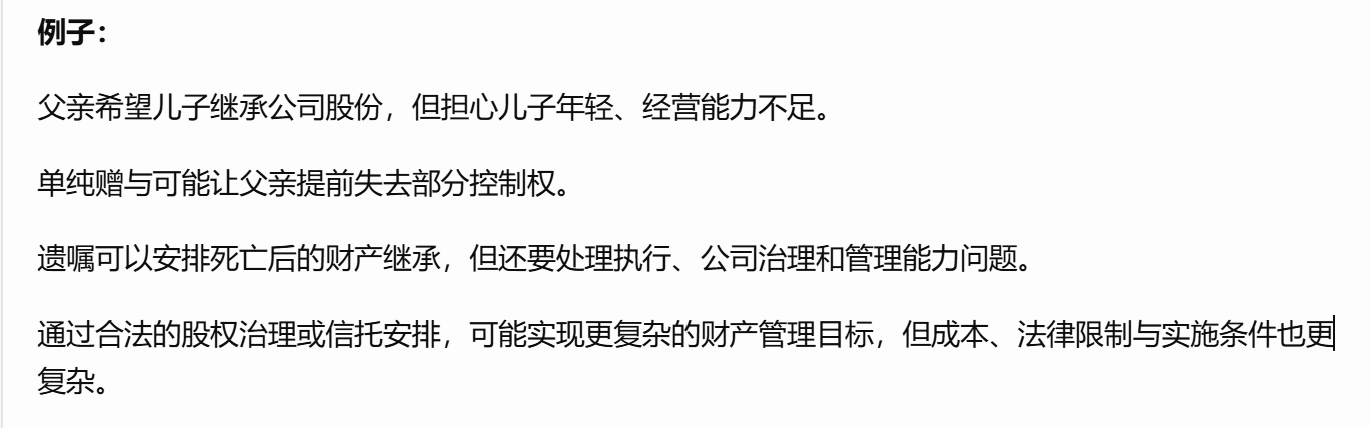 例子：
父亲希望儿子继承公司股份，但担心儿子年轻、经营能力不足。
单纯赠与可能让父亲提前失去部分控制权。
遗嘱可以安排死亡后的财产继承，但还要处理执行、公司治理和管理能力问题。
通过合法的股权治理或信托安排，可能实现更复杂的财产管理目标，但成本、法律限制与实施条件也更
复杂。